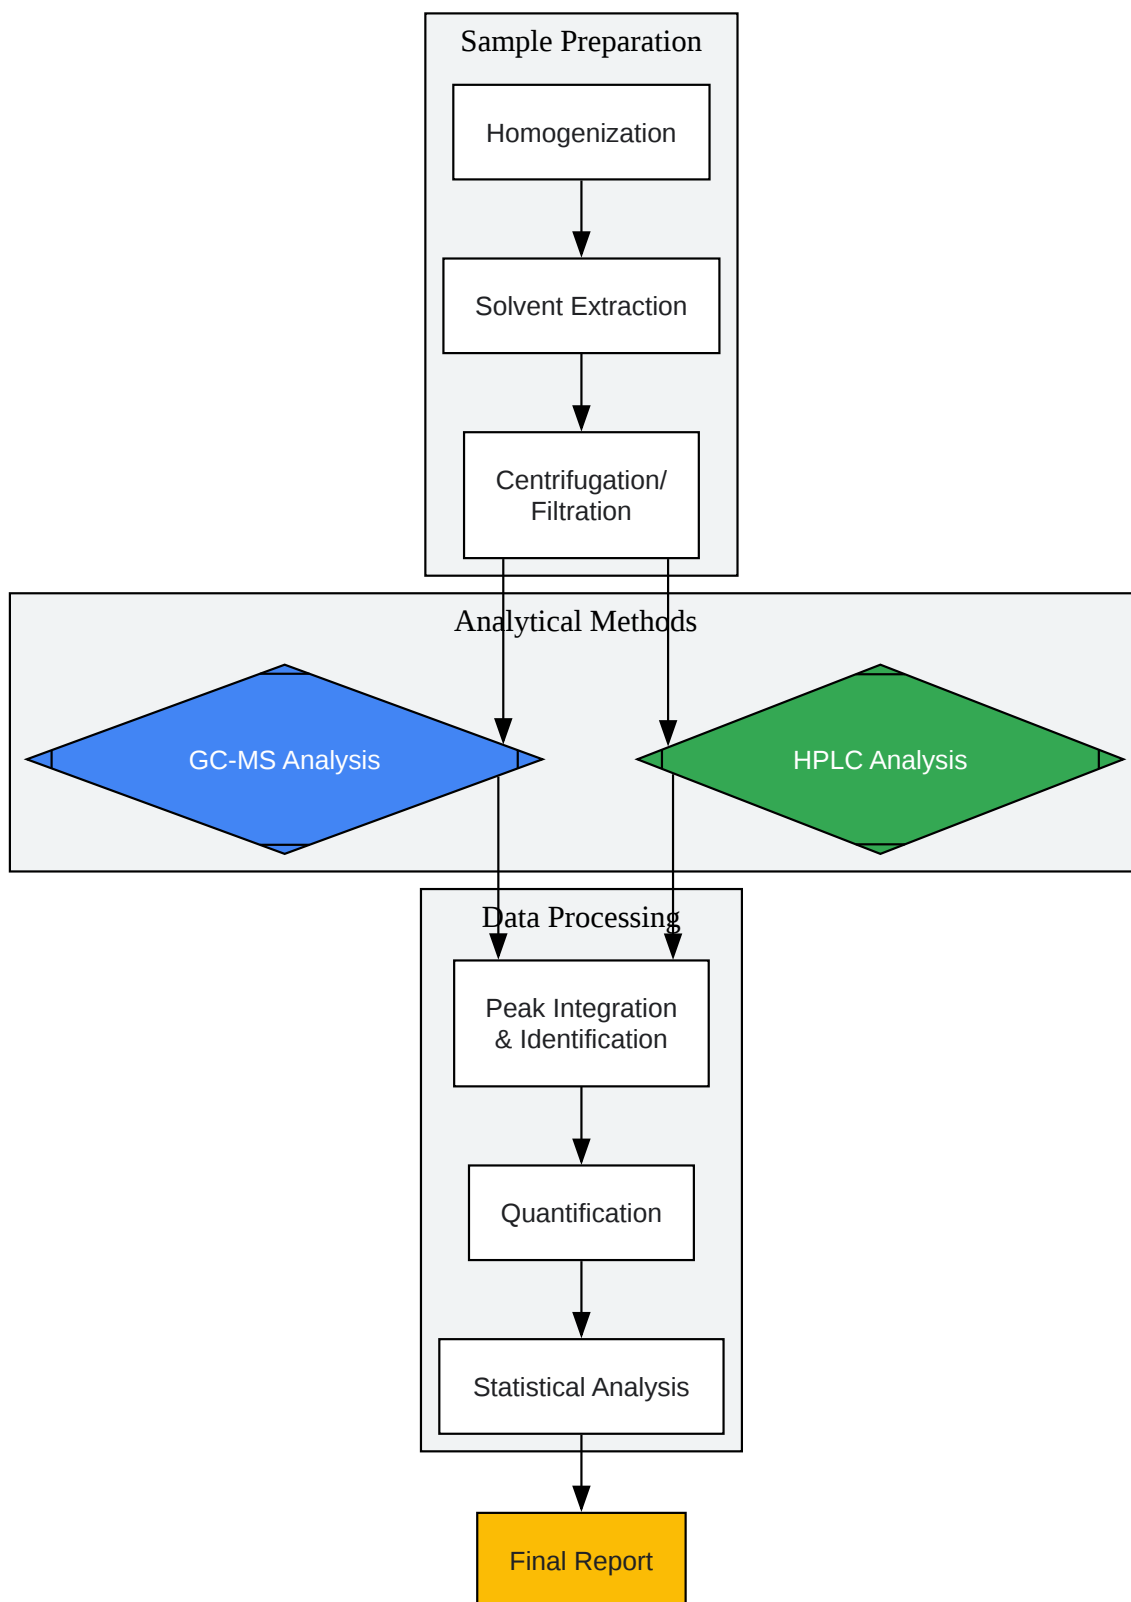 Sample Preparation
Homogenization
Solvent Extraction
Centrifugation/
Filtration
Analytical Methods
GC-MS Analysis
HPLC Analysis
Data Processing
Peak Integration
& Identification
Quantification
Statistical Analysis
Final Report